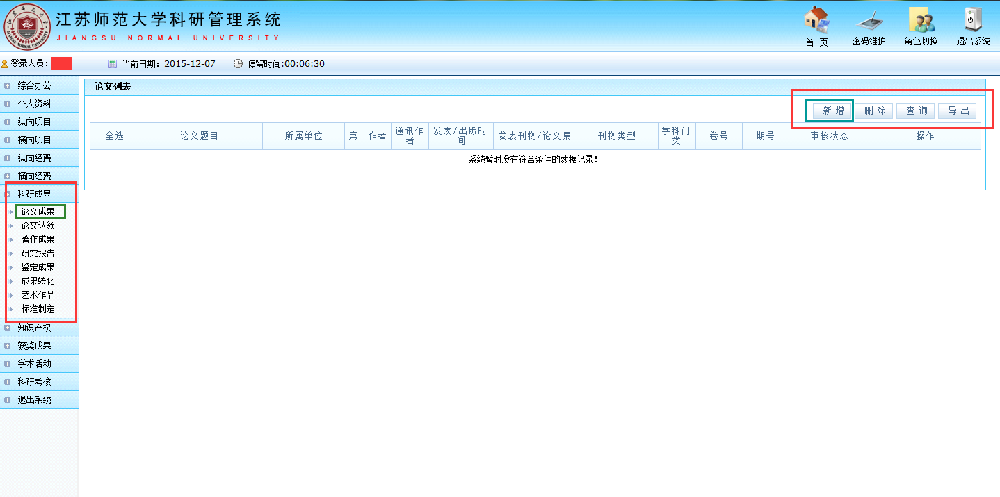 江苏师范大学科研管理系统
JIANGSU NORMAL UNIVERSITY
首 页
密码维护
角色切换
退出系统
登录人员:
当前日期: 2015-12-07
停留时间:00:06:30
综合办公
个人资料
纵向项目
横向项目
纵向经费
横向经费
科研成果
论文成果
论文认领
著作成果
研究报告
鉴定成果
成果转化
艺术作品
标准制定
知识产权
获奖成果
学术活动
科研考核
退出系统
论文列表
新 增
删 除
查 询
导 出
全选
论文题目
所属单位
第一作者
通讯作
者
发表/出版时
间
发表刊物/论文集
刊物类型
学科门
类
卷号
期号
审核状态
操作
系统暂时没有符合条件的数据记录!